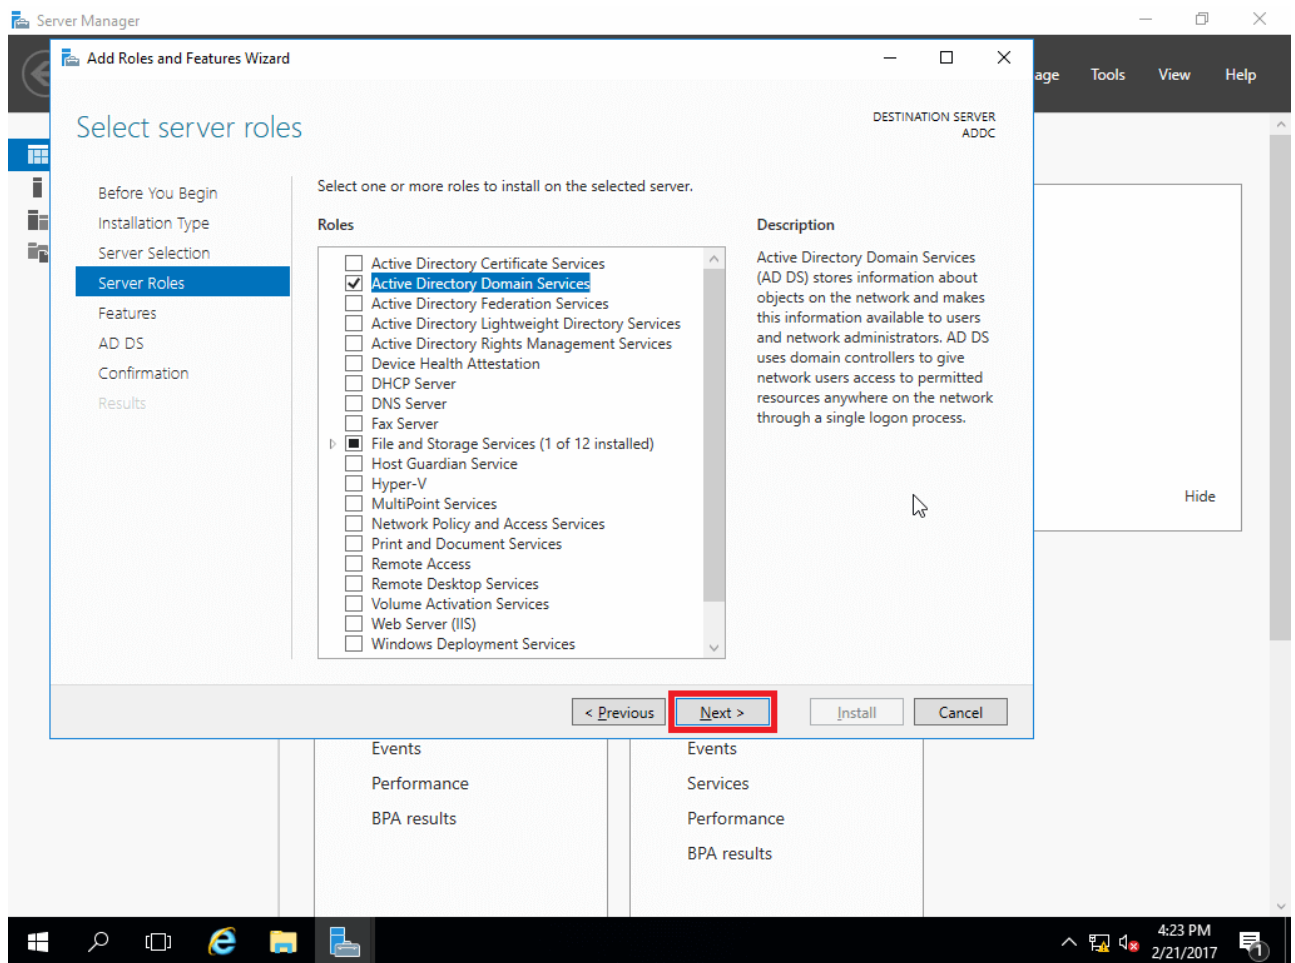 Server Manager
Add Roles and Features Wizard
age Tools View Help
Select server roles
DESTINATION SERVER
ADDC
Before You Begin
Installation Type
Server Selection
Server Roles
Features
AD DS
Confirmation
Results
Select one or more roles to install on the selected server.
Roles
Active Directory Certificate Services
Active Directory Domain Services
Active Directory Federation Services
Active Directory Lightweight Directory Services
Active Directory Rights Management Services
Device Health Attestation
DHCP Server
DNS Server
Fax Server
File and Storage Services (1 of 12 installed)
Host Guardian Service
Hyper-V
MultiPoint Services
Network Policy and Access Services
Print and Document Services
Remote Access
Remote Desktop Services
Volume Activation Services
Web Server (IIS)
Windows Deployment Services
Description
Active Directory Domain Services
(AD DS) stores information about
objects on the network and makes
this information available to users
and network administrators. AD DS
uses domain controllers to give
network users access to permitted
resources anywhere on the network
through a single logon process.
Hide
< Previous Next > Install Cancel
Events
Performance
BPA results
Events
Services
Performance
BPA results
4:23 PM
2/21/2017
1